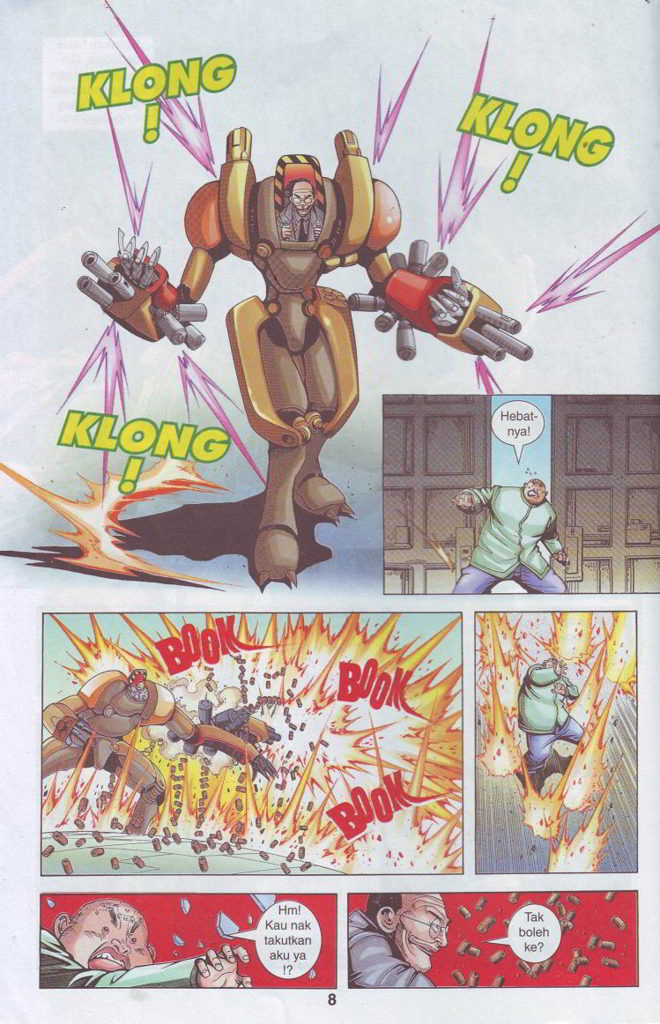 KLONG
!
KLONG
!
KLONG
!
Hebat-
nya!
BOOK
BOOK
BOOK
Hm!
Kau nak
takutkan
aku ya
!?
Tak
boleh
ke?
8